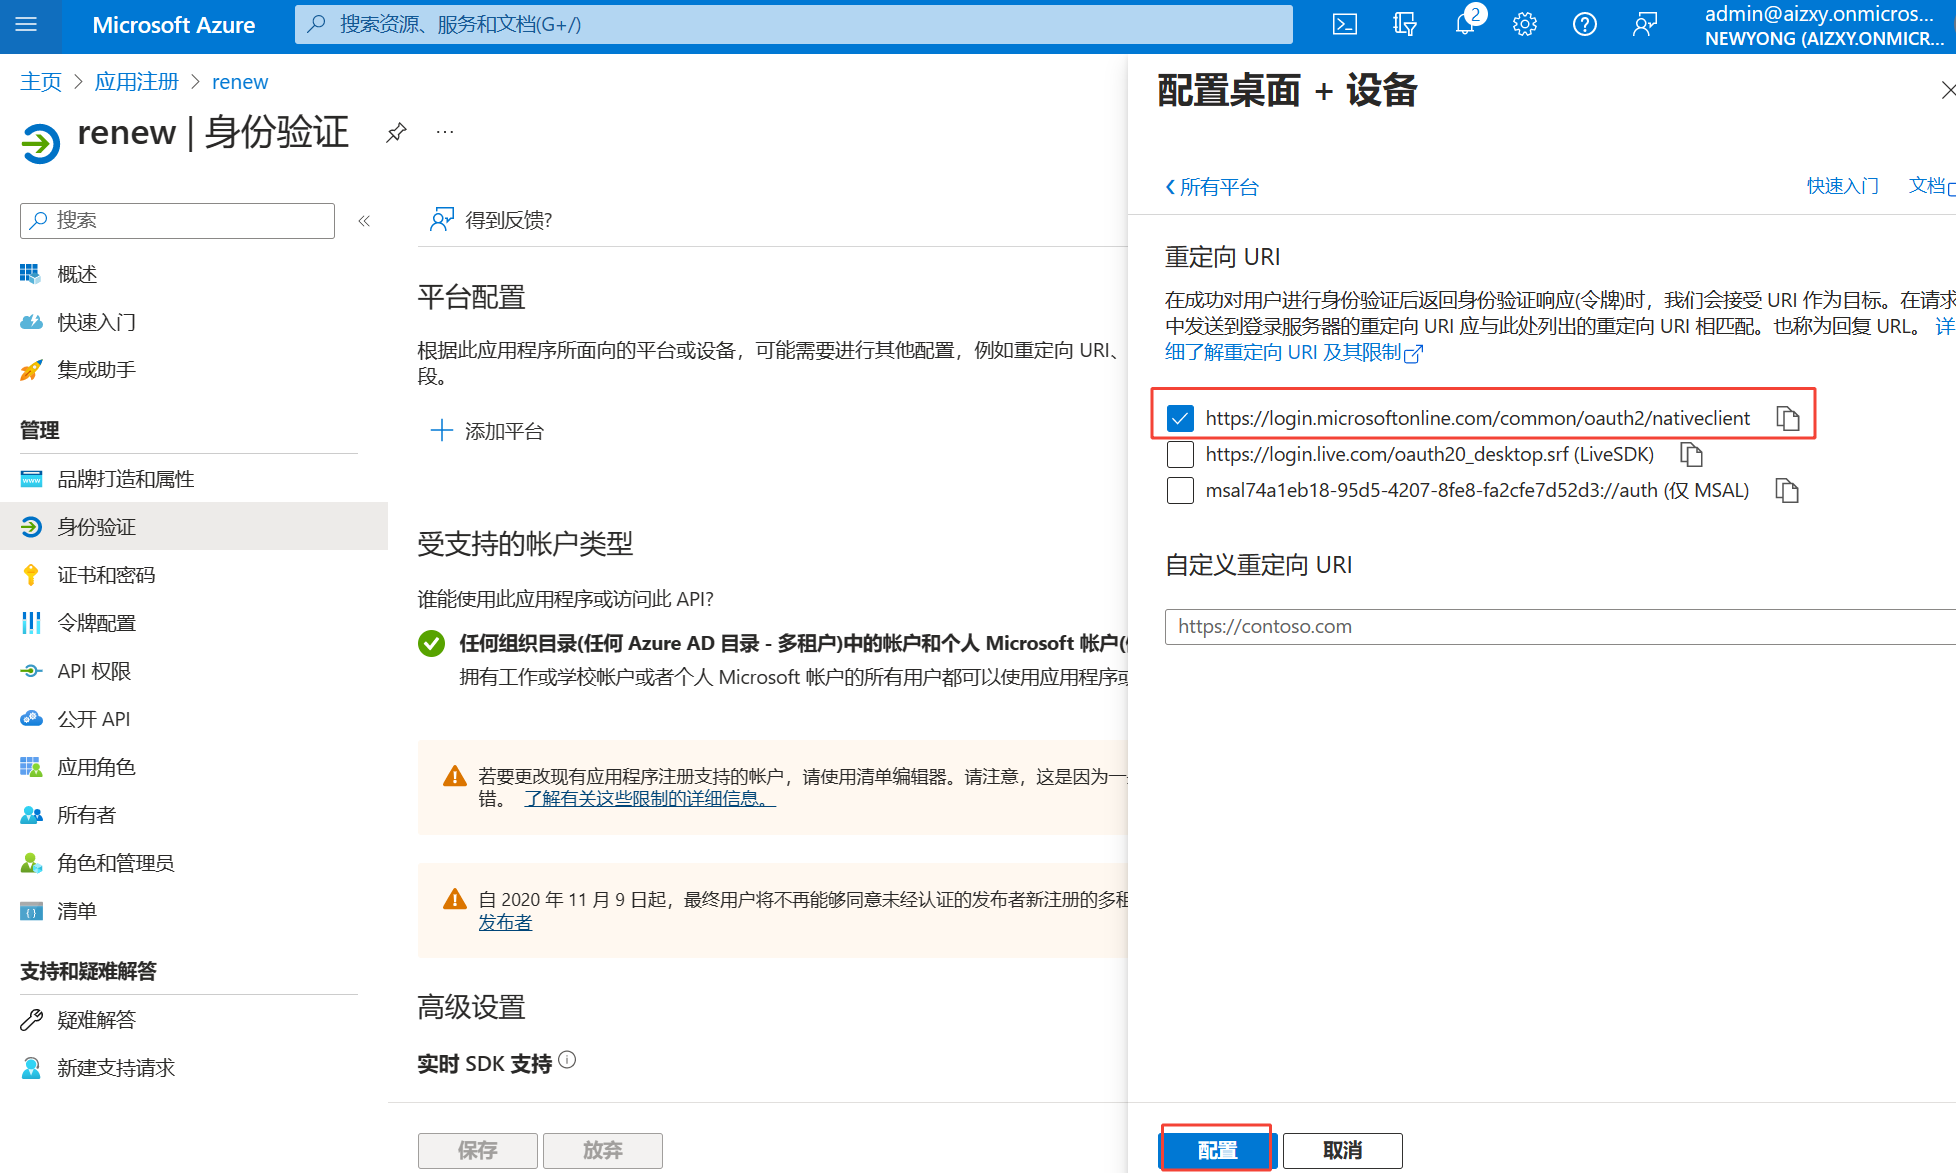 Microsoft Azure
搜索资源、服务和文档(G+/)
2
admin@aizxy.onmicros...
NEWYONG (AIZXY.ONMICR...
主页 > 应用注册 > renew
renew | 身份验证
搜索
概述
快速入门
集成助手
管理
品牌打造和属性
身份验证
证书和密码
令牌配置
API 权限
公开 API
应用角色
所有者
角色和管理员
清单
支持和疑难解答
疑难解答
新建支持请求
得到反馈?
平台配置
根据此应用程序所面向的平台或设备，可能需要进行其他配置，例如重定向 URI、
段。
添加平台
受支持的帐户类型
谁能使用此应用程序或访问此 API?
任何组织目录(任何 Azure AD 目录 - 多租户)中的帐户和个人 Microsoft 帐户(
拥有工作或学校帐户或者个人 Microsoft 帐户的所有用户都可以使用应用程序或
若要更改现有应用程序注册支持的帐户，请使用清单编辑器。请注意，这是因为一
错。 了解有关这些限制的详细信息。
自 2020 年 11 月 9 日起，最终用户将不再能够同意未经认证的发布者新注册的多租
发布者
高级设置
实时 SDK 支持
保存
放弃
配置桌面 + 设备
所有平台
快速入门
文档
重定向 URI
在成功对用户进行身份验证后返回身份验证响应(令牌)时，我们会接受 URI 作为目标。在请求
中发送到登录服务器的重定向 URI 应与此处列出的重定向 URI 相匹配。也称为回复 URL。 详
细了解重定向 URI 及其限制
https://login.microsoftonline.com/common/oauth2/nativeclient
https://login.live.com/oauth20_desktop.srf (LiveSDK)
msal74a1eb18-95d5-4207-8fe8-fa2cfe7d52d3://auth (仅 MSAL)
自定义重定向 URI
https://contoso.com
配置
取消